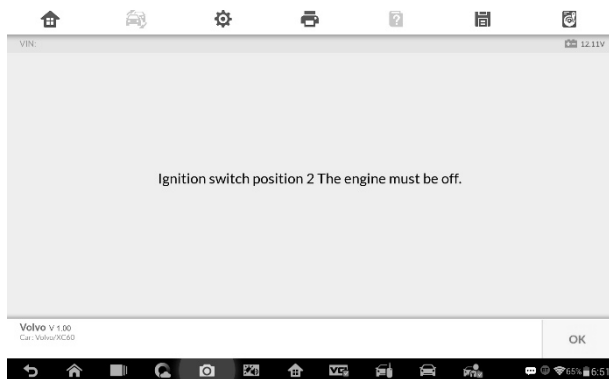 VIN:
12.11V
Ignition switch position 2 The engine must be off.
Volvo V 1.00
Car: Volvo/XC60
OK
65% 6:51